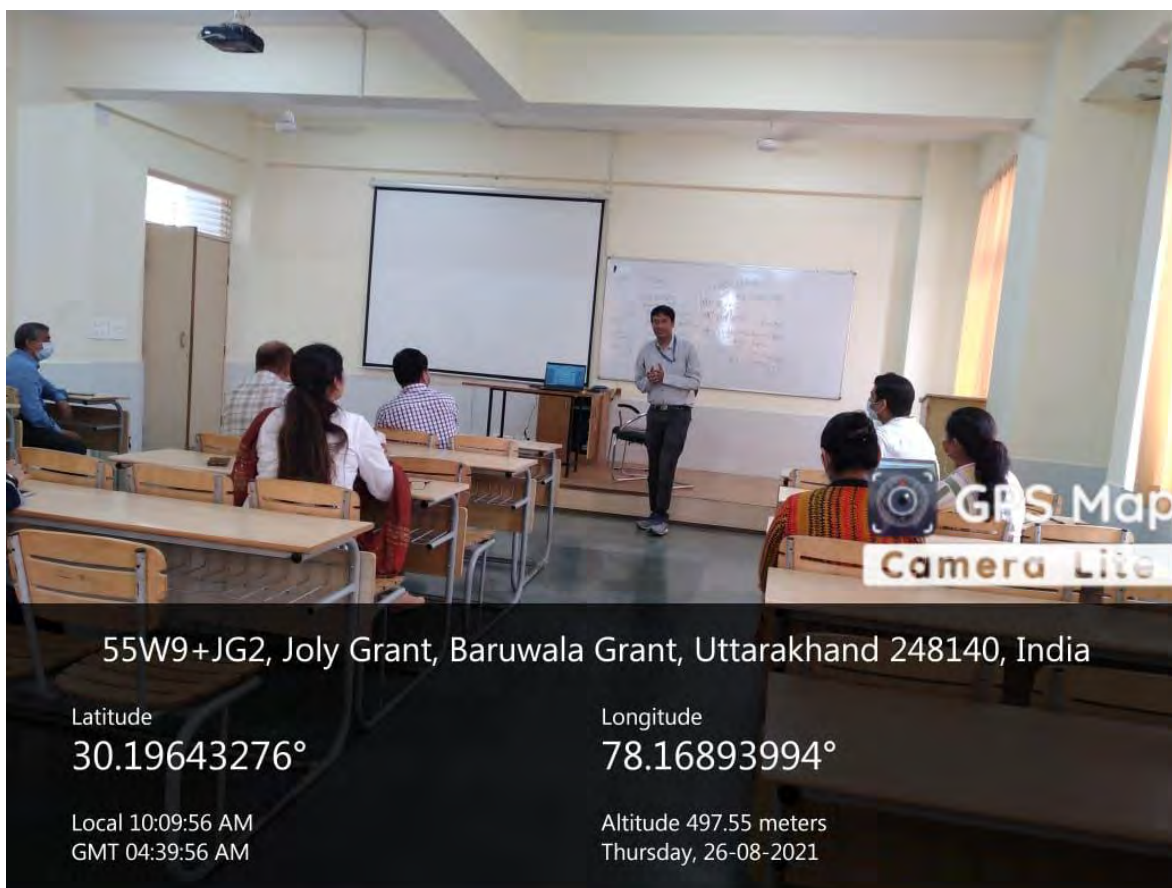 GPS Map
Camera Lite
55W9+JG2, Joly Grant, Baruwala Grant, Uttarakhand 248140, India
Latitude
30.19643276°
Longitude
78.16893994°
Local 10:09:56 AM
GMT 04:39:56 AM
Altitude 497.55 meters
Thursday, 26-08-2021